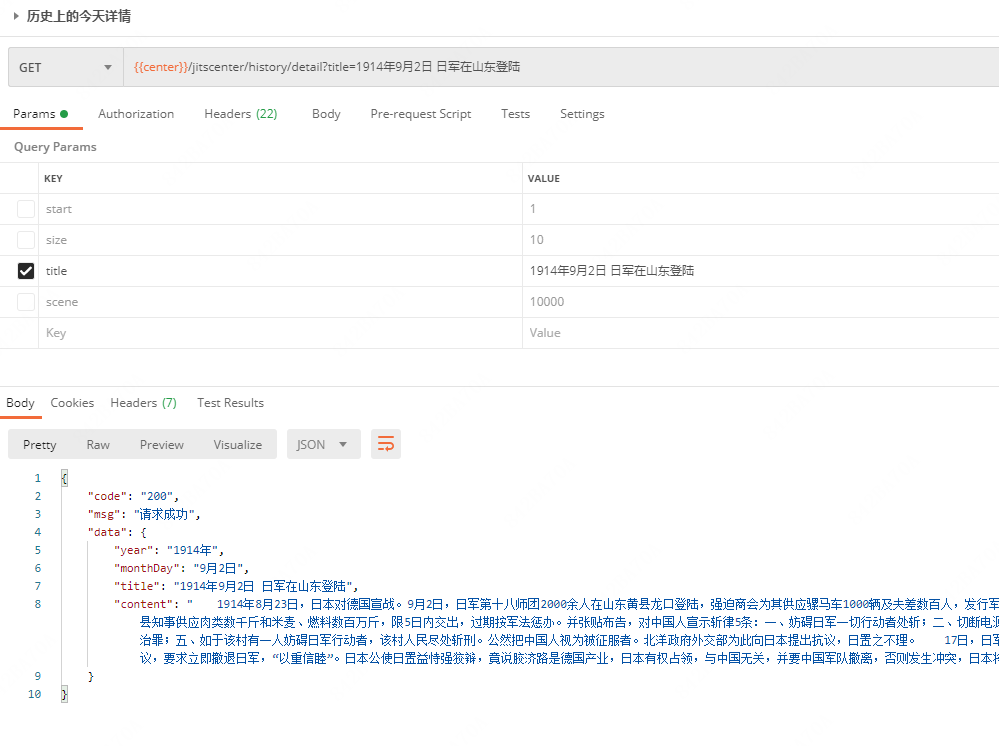 历史上的今天详情
GET {{center}}/jitscenter/history/detail?title=1914年9月2日 日军在山东登陆
Params Authorization Headers (22) Body Pre-request Script Tests Settings
Query Params
KEY VALUE
start 1
size 10
title 1914年9月2日 日军在山东登陆
scene 10000
Key Value
Body Cookies Headers (7) Test Results
Pretty Raw Preview Visualize JSON
1 {
2 "code": "200",
3 "msg": "请求成功",
4 "data": {
5 "year": "1914年",
6 "monthDay": "9月2日",
7 "title": "1914年9月2日 日军在山东登陆",
8 "content": " 1914年8月23日，日本对德国宣战。9月2日，日军第十八师团2000余人在山东黄县龙口登陆，强迫商会为其供应骡马车1000辆及夫差数百人，发行军
县知事供应肉类数千斤和米麦、燃料数百万斤，限5日内交出，过期按军法惩办。并张贴布告，对中国人宣示斩律5条：一、妨碍日军一切行动者处斩；二、切断电
治罪；五、如于该村有一人妨碍日军行动者，该村人民尽处斩刑。公然把中国人视为被征服者。北洋政府外交部为此向日本提出抗议，日置之不理。 17日，日军
议，要求立即撤退日军，“以重信睦”。日本公使日置益恃强狡辩，竟说胶济路是德国产业，日本有权占领，与中国无关，并要中国军队撤离，否则发生冲突，日本将
9 }
10 }